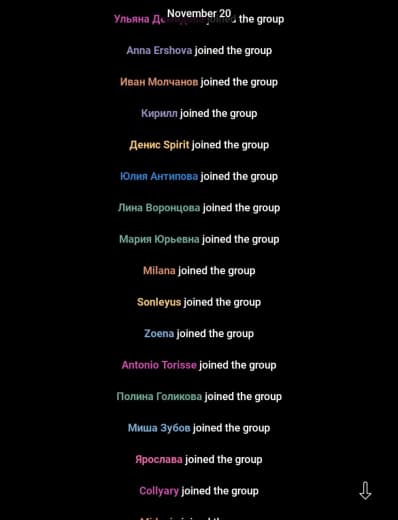 November 20
Ульяна joined the group
Anna Ershova joined the group
Иван Молчанов joined the group
Кирилл joined the group
Денис Spirit joined the group
Юлия Антипова joined the group
Лина Воронцова joined the group
Мария Юрьевна joined the group
Milana joined the group
Sonleyus joined the group
Zoena joined the group
Antonio Torisse joined the group
Полина Голикова joined the group
Миша Зубов joined the group
Ярослава joined the group
Collyary joined the group